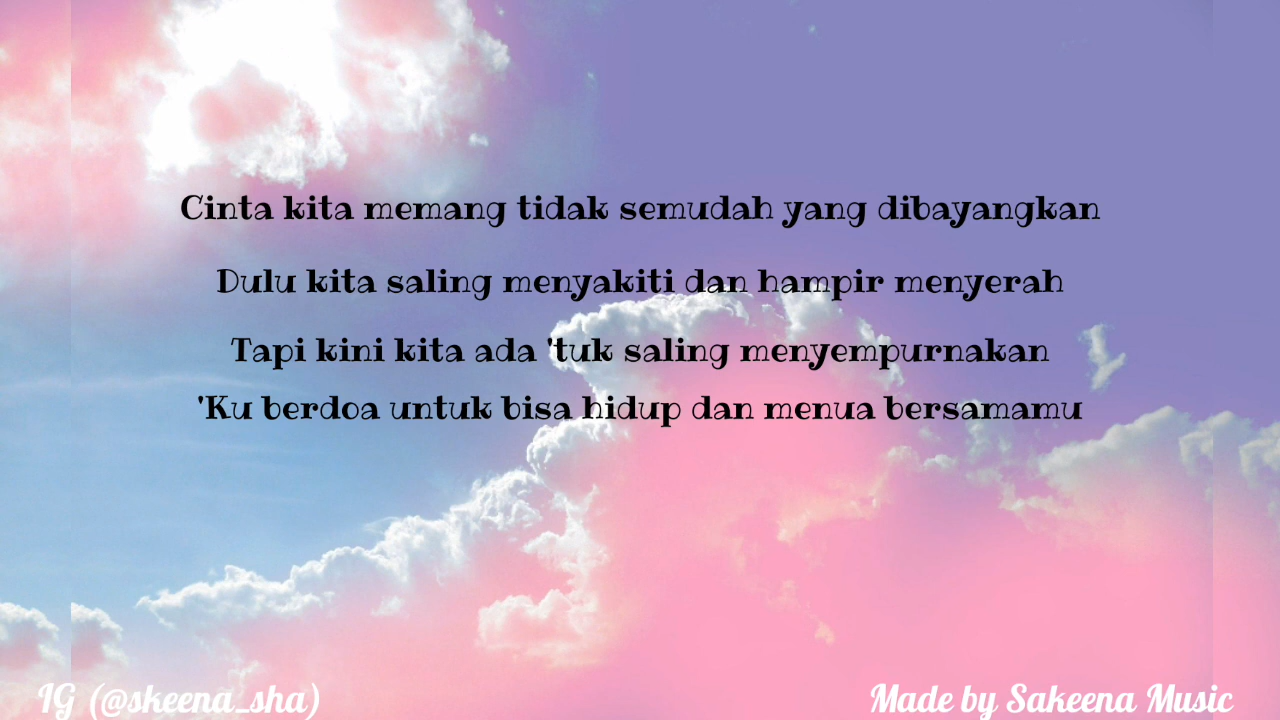 Cinta kita memang tidak semudah yang dibayangkan
Dulu kita saling menyakiti dan hampir menyerah
Tapi kini kita ada 'tuk saling menyempurnakan
'Ku berdoa untuk bisa hidup dan menua bersamamu
IG (@skeena_sha)
Made by Sakeena Music